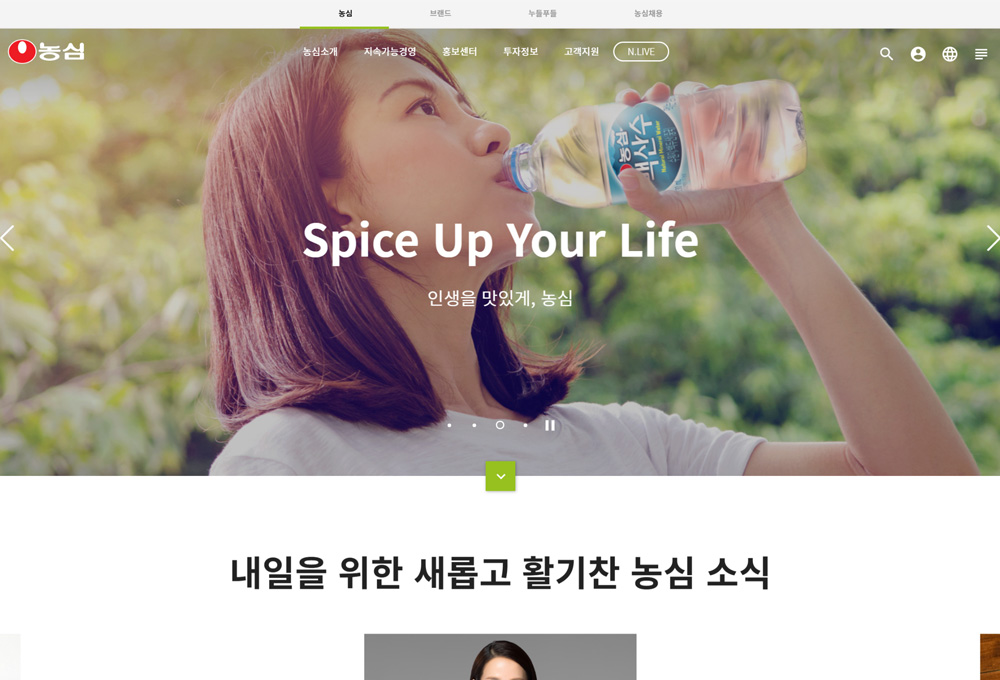 농심 브랜드 누들푸들 농심채용
농심 농심소개 지속가능경영 홍보센터 투자정보 고객지원 N.LIVE
농심
백산수
Natural Mineral Water
Spice Up Your Life
인생을 맛있게, 농심
내일을 위한 새롭고 활기찬 농심 소식